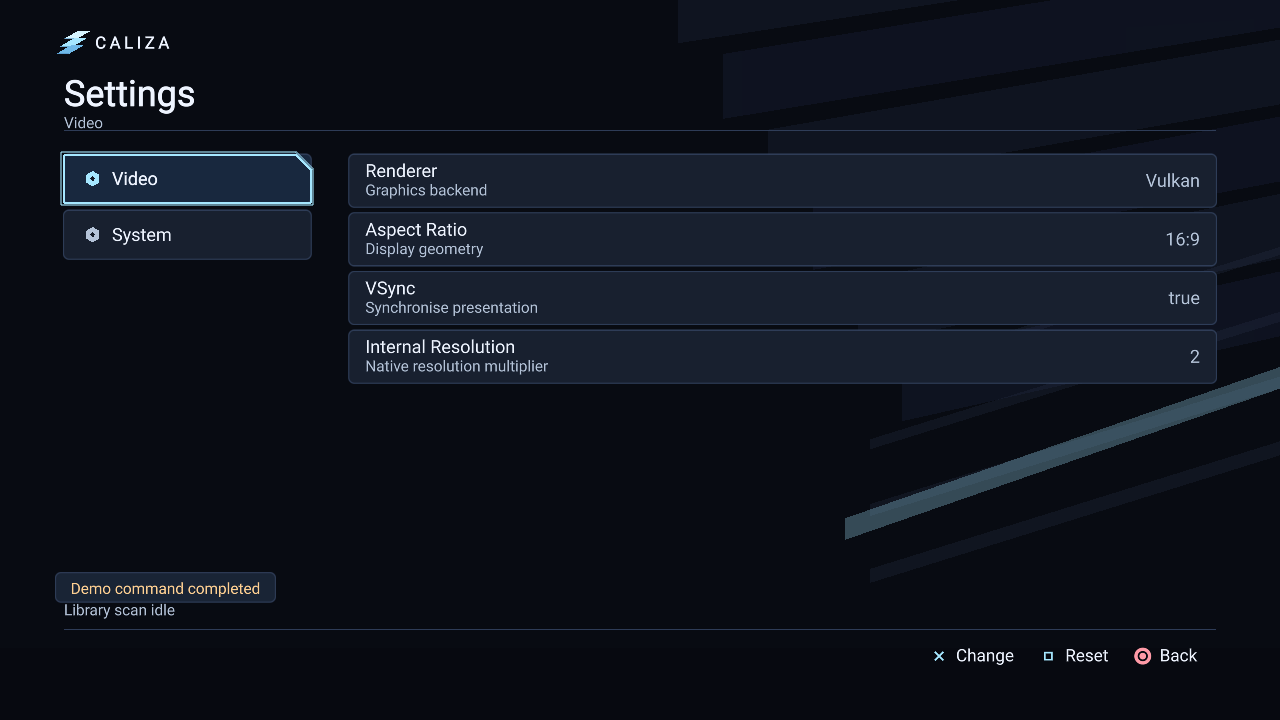 CALIZA
Settings
Video
Video
System
Renderer
Graphics backend
Vulkan
Aspect Ratio
Display geometry
16:9
VSync
Synchronise presentation
true
Internal Resolution
Native resolution multiplier
2
Demo command completed
Library scan idle
Change
Reset
Back